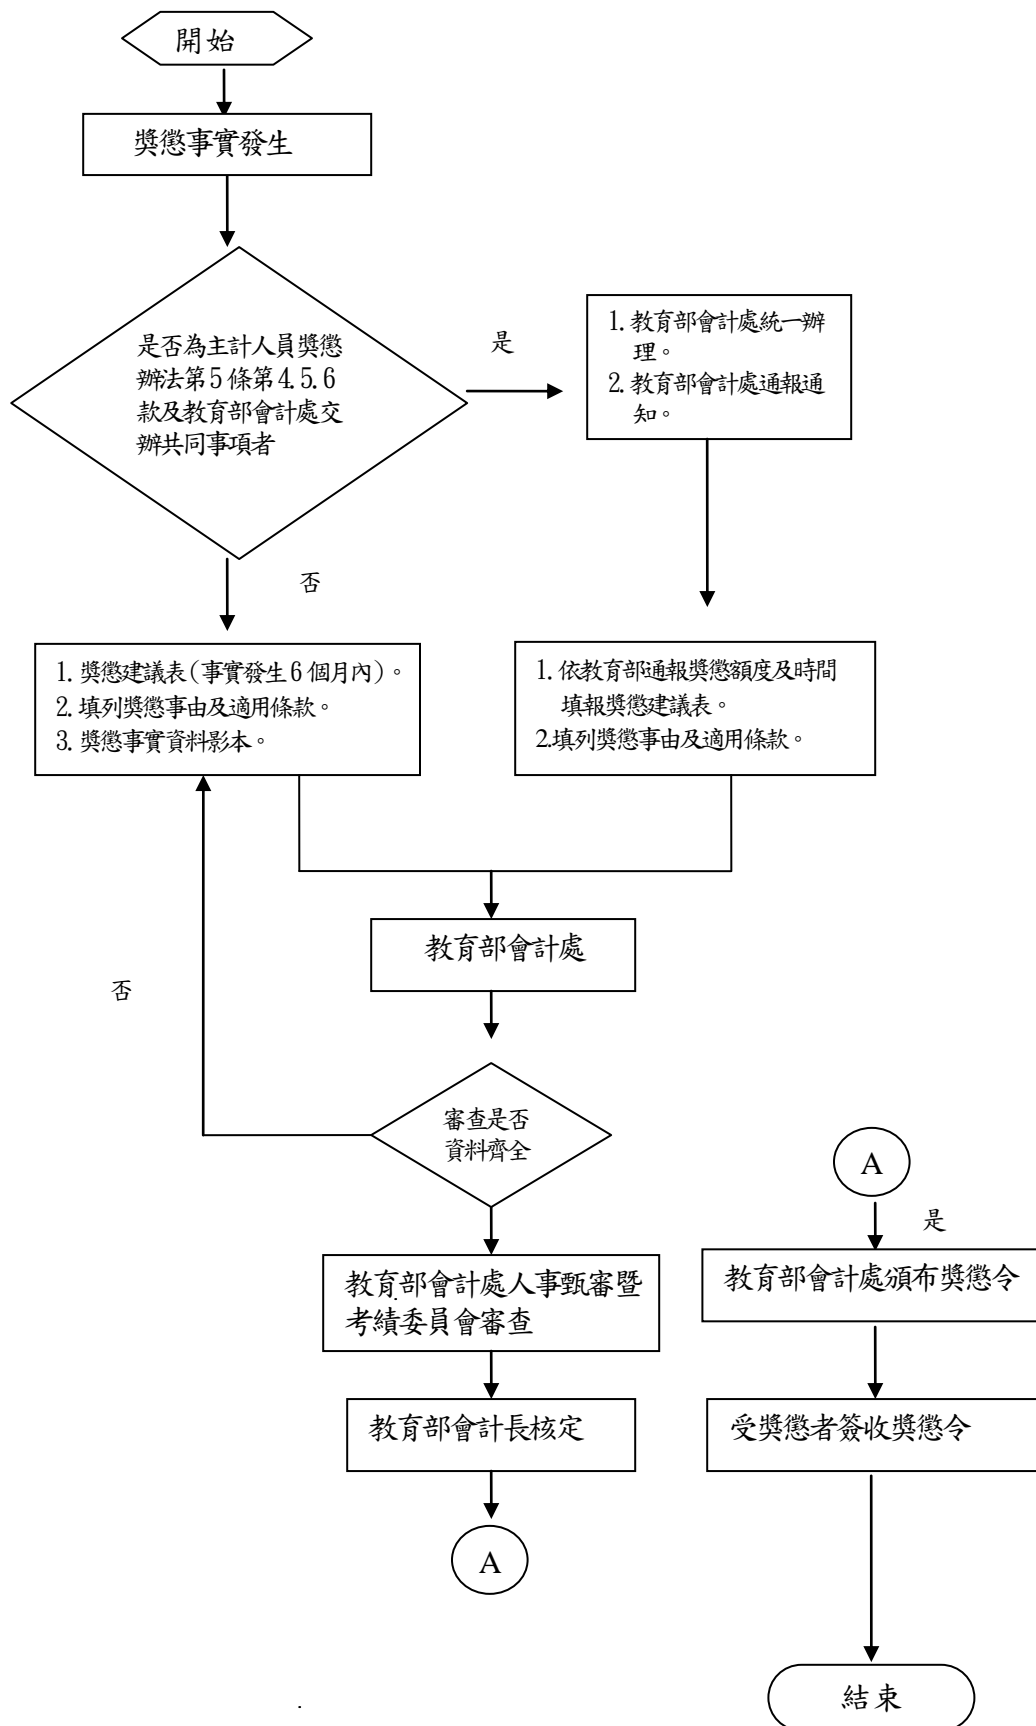 開始
獎懲事實發生
是否為主計人員獎懲
辦法第5條第4.5.6
款及教育部會計處交
辦共同事項者
是
1. 教育部會計處統一辦
理。
2. 教育部會計處通報通
知。
否
1. 獎懲建議表(事實發生6個月內)。
2. 填列獎懲事由及適用條款。
3. 獎懲事實資料影本。
1. 依教育部通報獎懲額度及時間
填報獎懲建議表。
2.填列獎懲事由及適用條款。
教育部會計處
否
審查是否
資料齊全
教育部會計處人事甄審暨
考績委員會審查
教育部會計長核定
A
A
是
教育部會計處頒布獎懲令
受獎懲者簽收獎懲令
結束